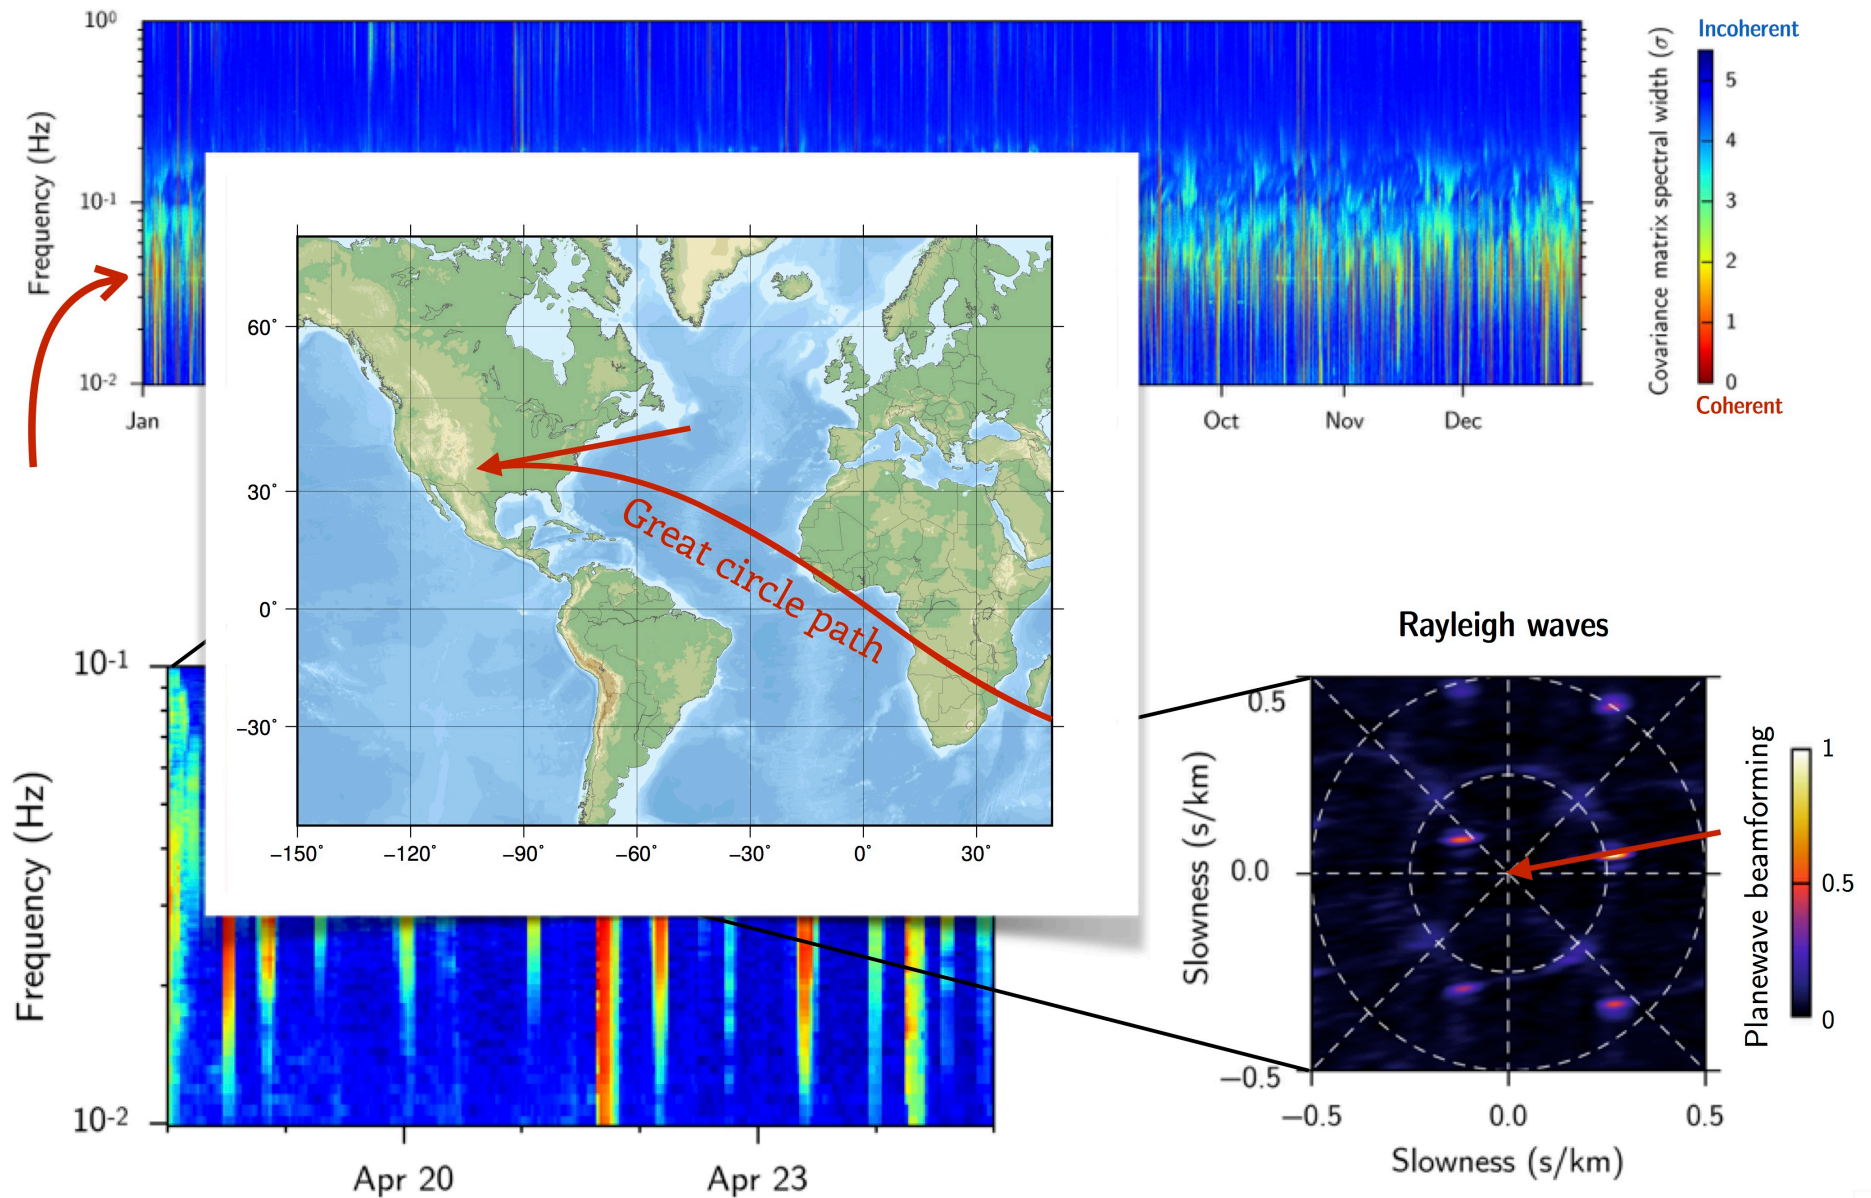 10⁰
10⁻¹
10⁻²
Frequency (Hz)
Jan
Oct
Nov
Dec
Incoherent
5
4
3
2
1
0
Coherent
Covariance matrix spectral width (σ)
60°
30°
0°
−30°
−150°
−120°
−90°
−60°
−30°
0°
30°
Great circle path
10⁻¹
10⁻²
Frequency (Hz)
Apr 20
Apr 23
Rayleigh waves
0.5
0.0
−0.5
Slowness (s/km)
−0.5
0.0
0.5
Slowness (s/km)
Planewave beamforming
1
0.5
0